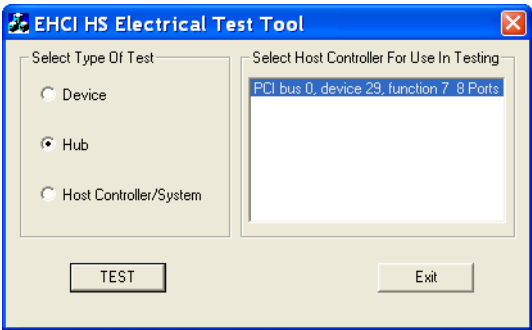 EHCI HS Electrical Test Tool
Select Type Of Test
Device
Hub
Host Controller/System
Select Host Controller For Use In Testing
PCI bus 0, device 29, function 7  8 Ports
TEST
Exit